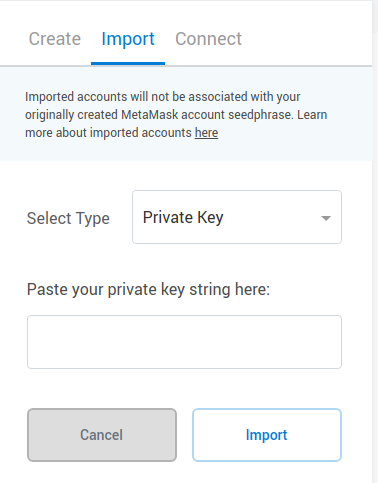 Create Import Connect
Imported accounts will not be associated with your
originally created MetaMask account seedphrase. Learn
more about imported accounts here
Select Type Private Key
Paste your private key string here:
Cancel Import